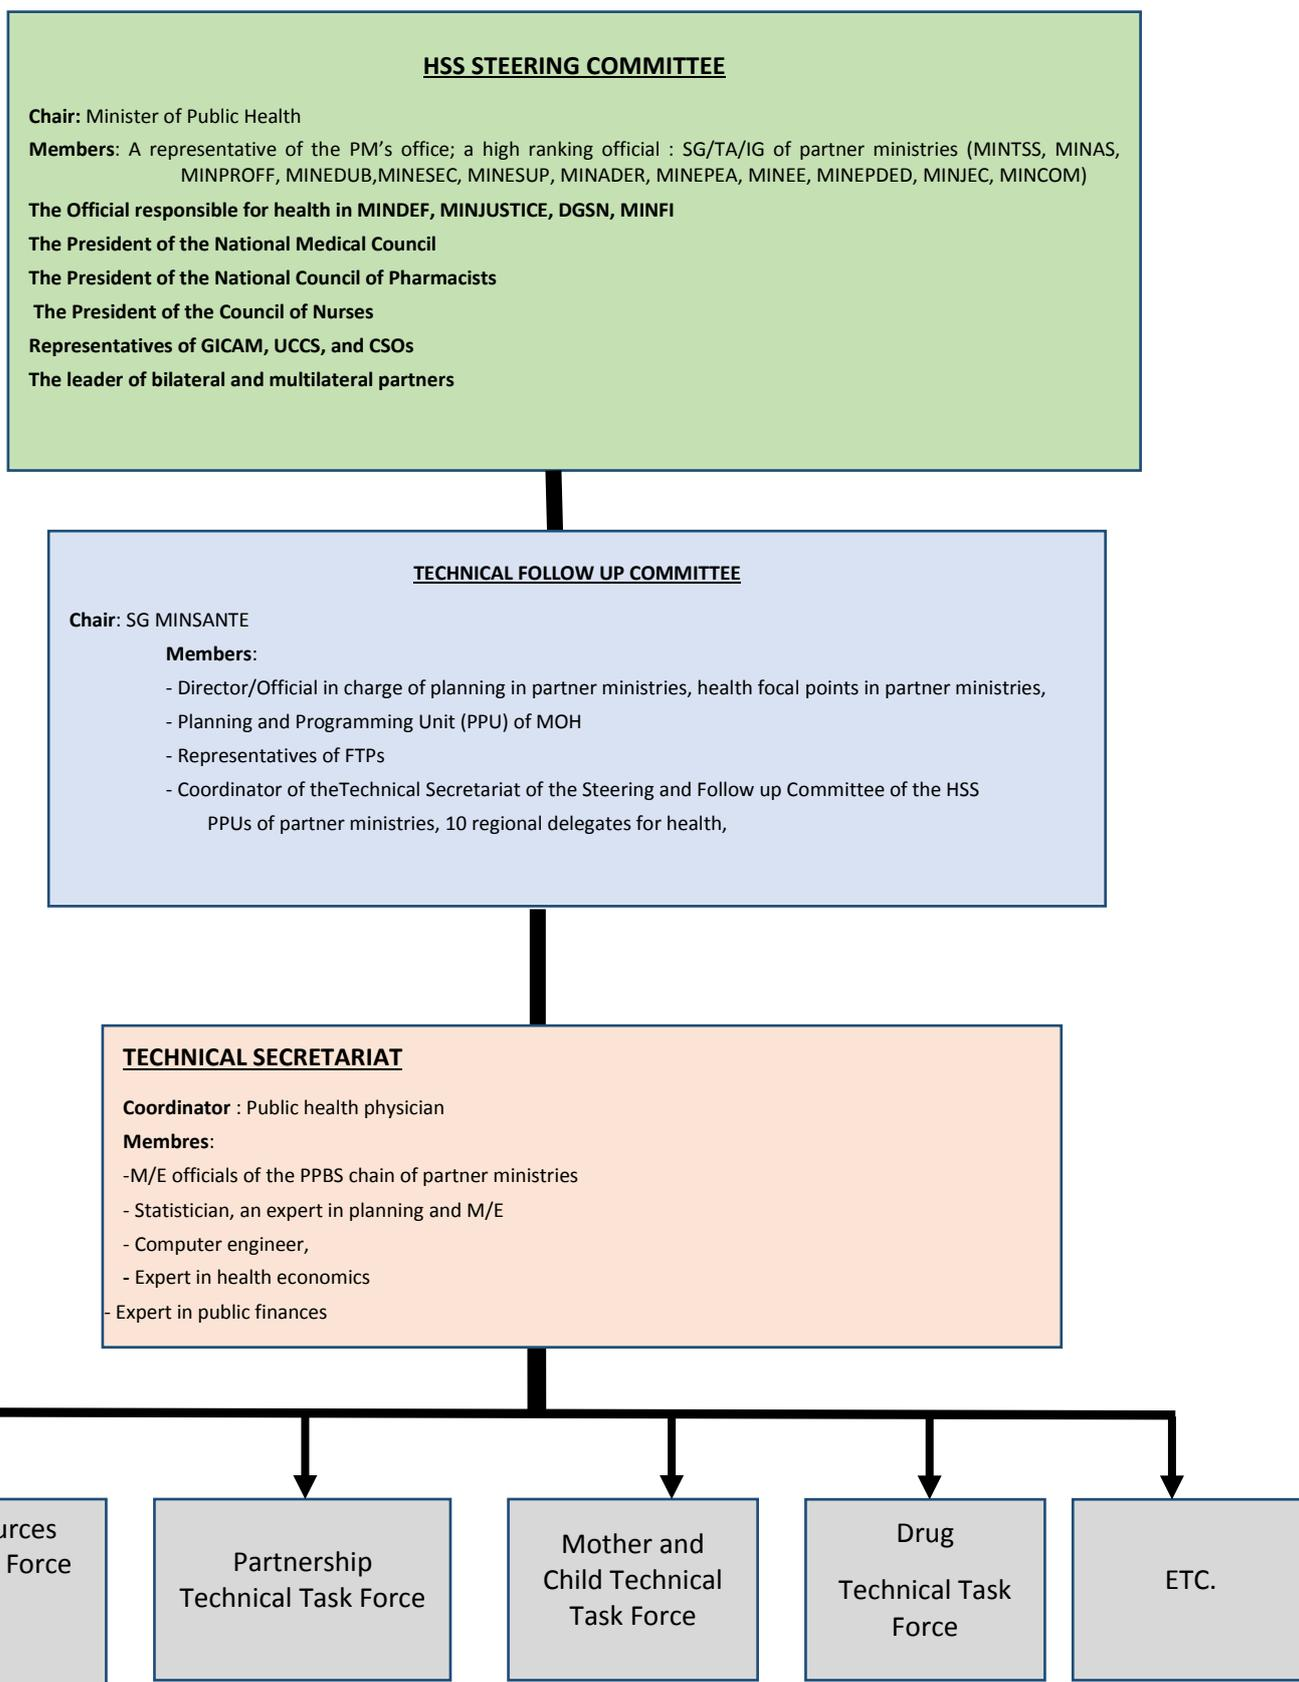 HSS STEERING COMMITTEE
Chair: Minister of Public Health
Members: A representative of the PM's office; a high ranking official : SG/TA/IG of partner ministries (MINTSS, MINAS,
MINPROFF, MINEDUB,MINESEC, MINESUP, MINADER, MINEPEA, MINEE, MINEPDED, MINJEC, MINCOM)
The Official responsible for health in MINDEF, MINJUSTICE, DGSN, MINFI
The President of the National Medical Council
The President of the National Council of Pharmacists
The President of the Council of Nurses
Representatives of GICAM, UCCS, and CSOs
The leader of bilateral and multilateral partners
TECHNICAL FOLLOW UP COMMITTEE
Chair: SG MINSANTE
Members:
- Director/Official in charge of planning in partner ministries, health focal points in partner ministries,
- Planning and Programming Unit (PPU) of MOH
- Representatives of FTPs
- Coordinator of theTechnical Secretariat of the Steering and Follow up Committee of the HSS
PPUs of partner ministries, 10 regional delegates for health,
TECHNICAL SECRETARIAT
Coordinator : Public health physician
Membres:
-M/E officials of the PPBS chain of partner ministries
- Statistician, an expert in planning and M/E
- Computer engineer,
- Expert in health economics
- Expert in public finances
urces
Force
Partnership
Technical Task Force
Mother and
Child Technical
Task Force
Drug
Technical Task
Force
ETC.